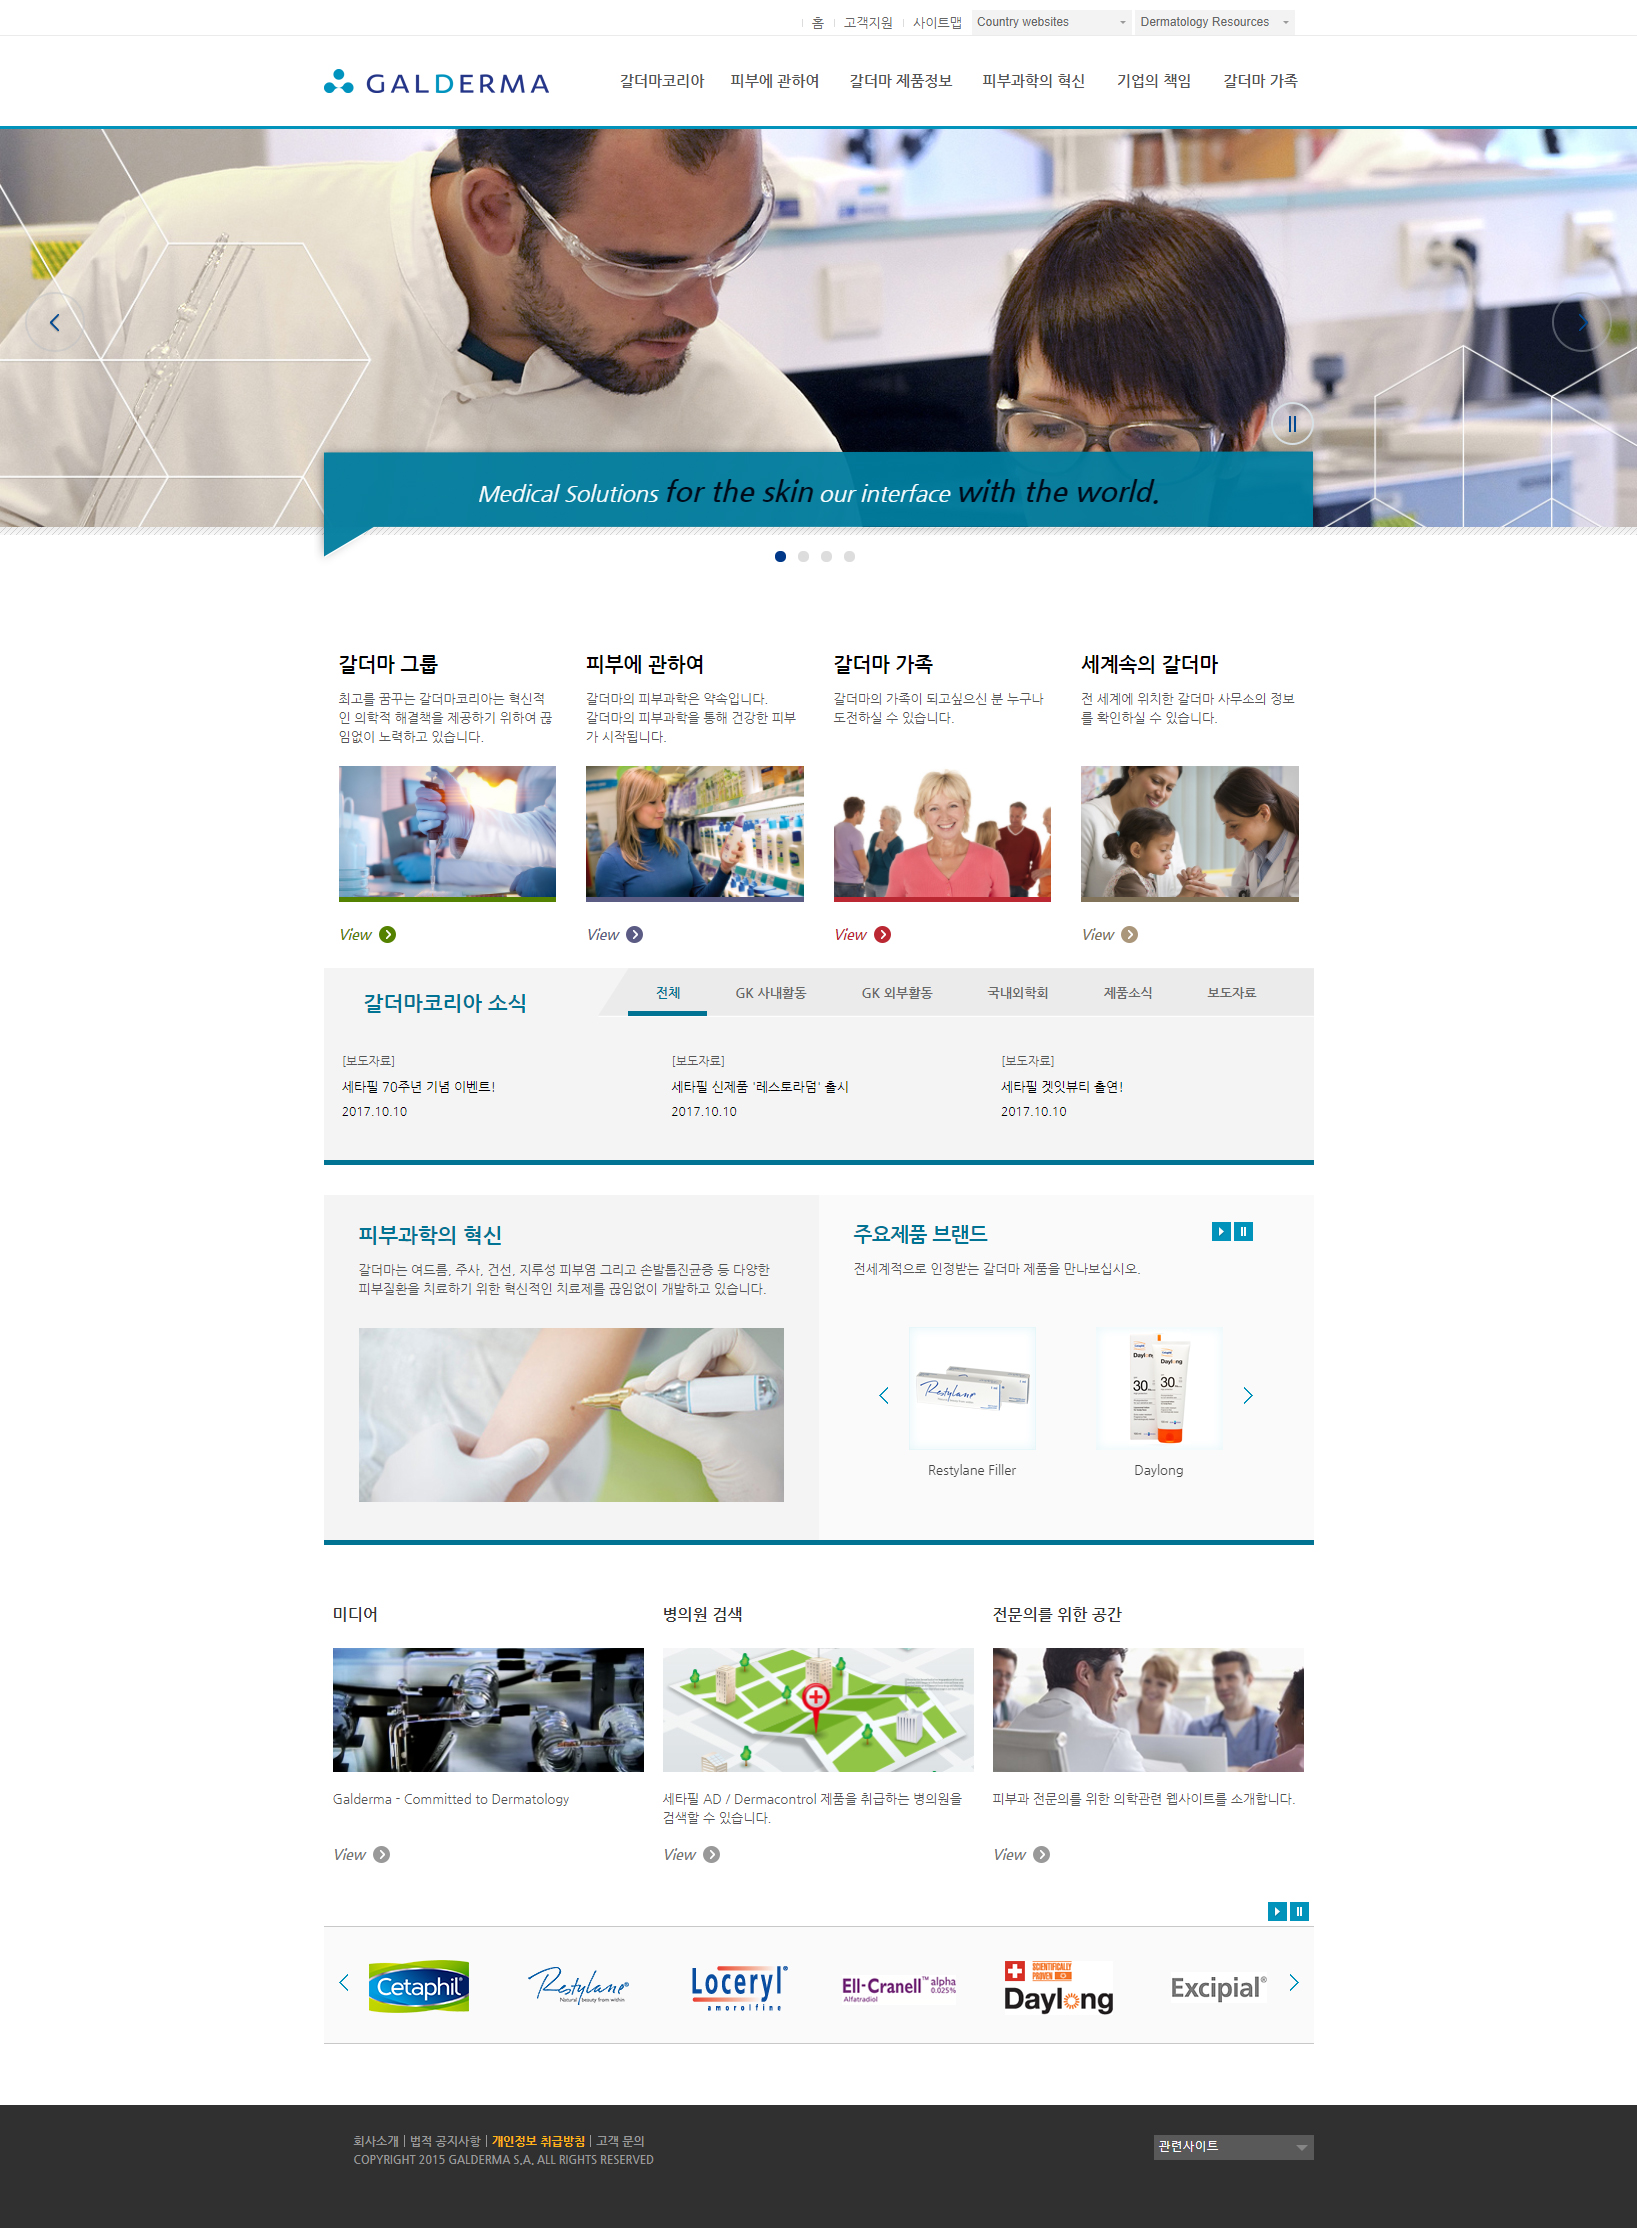 홈
고객지원
사이트맵
Country websites
Dermatology Resources
GALDERMA
갈더마코리아
피부에 관하여
갈더마 제품정보
피부과학의 혁신
기업의 책임
갈더마 가족
Medical Solutions for the skin our interface with the world.
갈더마 그룹
최고를 꿈꾸는 갈더마코리아는 혁신적
인 의학적 해결책을 제공하기 위하여 끊
임없이 노력하고 있습니다.
View
피부에 관하여
갈더마의 피부과학은 약속입니다.
갈더마의 피부과학을 통해 건강한 피부
가 시작됩니다.
View
갈더마 가족
갈더마의 가족이 되고싶으신 분 누구나
도전하실 수 있습니다.
View
세계속의 갈더마
전 세계에 위치한 갈더마 사무소의 정보
를 확인하실 수 있습니다.
View
갈더마코리아 소식
전체
GK 사내활동
GK 외부활동
국내외학회
제품소식
보도자료
[보도자료]
세타필 70주년 기념 이벤트!
2017.10.10
[보도자료]
세타필 신제품 '레스토라덤' 출시
2017.10.10
[보도자료]
세타필 겟잇뷰티 출연!
2017.10.10
피부과학의 혁신
갈더마는 여드름, 주사, 건선, 지루성 피부염 그리고 손발톱진균증 등 다양한
피부질환을 치료하기 위한 혁신적인 치료제를 끊임없이 개발하고 있습니다.
주요제품 브랜드
전세계적으로 인정받는 갈더마 제품을 만나보십시오.
Restylane
Daylong
30
Daylong
30
Restylane Filler
Daylong
미디어
Galderma - Committed to Dermatology
View
병의원 검색
세타필 AD / Dermacontrol 제품을 취급하는 병의원을
검색할 수 있습니다.
View
전문의를 위한 공간
피부과 전문의를 위한 의학관련 웹사이트를 소개합니다.
View
Cetaphil®
Restylane®
Natural beauty from within
Loceryl®
amorolfine
Ell-Cranell™ alpha
0.025%
Alfatradiol
SCIENTIFICALLY
PROVEN
Daylong
Excipial®
회사소개 | 법적 공지사항 | 개인정보 취급방침 | 고객 문의
COPYRIGHT 2015 GALDERMA S.A. ALL RIGHTS RESERVED
관련사이트